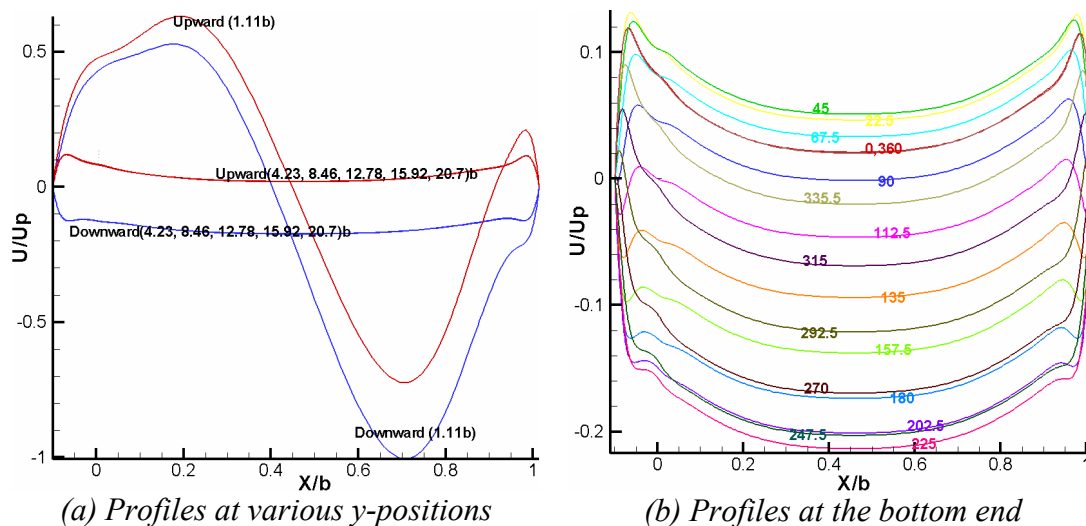 Upward (1.11b)
0.5
Upward(4.23, 8.46, 12.78, 15.92, 20.7)b
0
Downward(4.23, 8.46, 12.78, 15.92, 20.7)b
U/Up
-0.5
Downward (1.11b)
-1
0 0.2 0.4 0.6 0.8 1
X/b
(a) Profiles at various y-positions
0.1
45
22.5
67.5
-0,360
0
90
335.5
U/Up
112.5
315
135
-0.1
292.5
157.5
270
180
202.5
-0.2
247.5
225
0 0.2 0.4 0.6 0.8 1
X/b
(b) Profiles at the bottom end